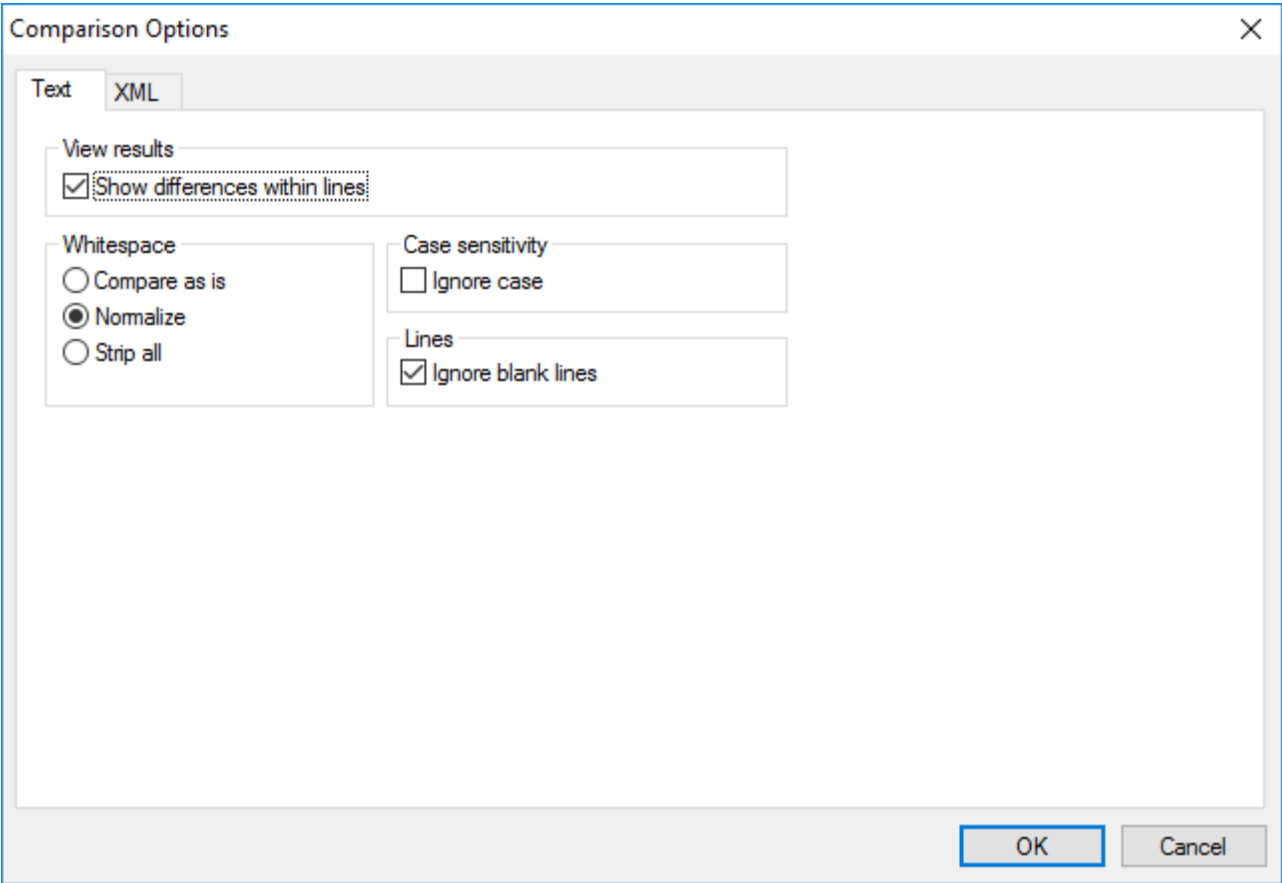 Comparison Options
Text
XML
View results
Show differences within lines
Whitespace
Compare as is
Normalize
Strip all
Case sensitivity
Ignore case
Lines
Ignore blank lines
OK
Cancel